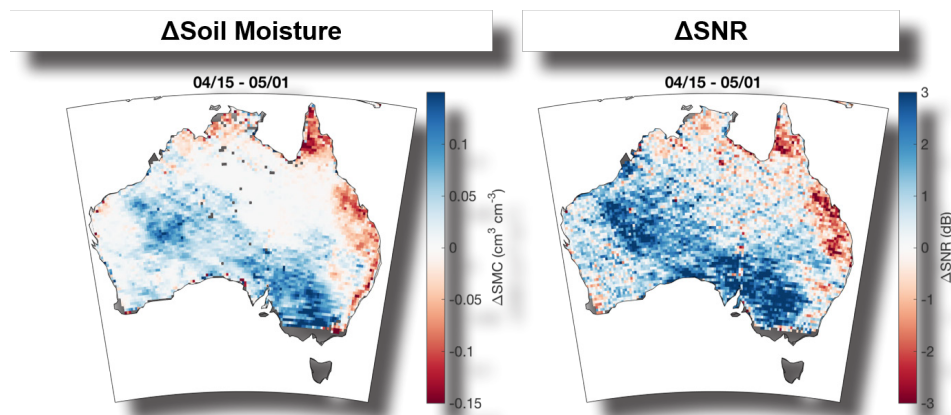 ΔSoil Moisture
ΔSNR
04/15 - 05/01
0.1
0.05
0
-0.05
-0.1
-0.15
ΔSMC (cm³ cm⁻³)
04/15 - 05/01
3
2
1
0
-1
-2
-3
ΔSNR (dB)